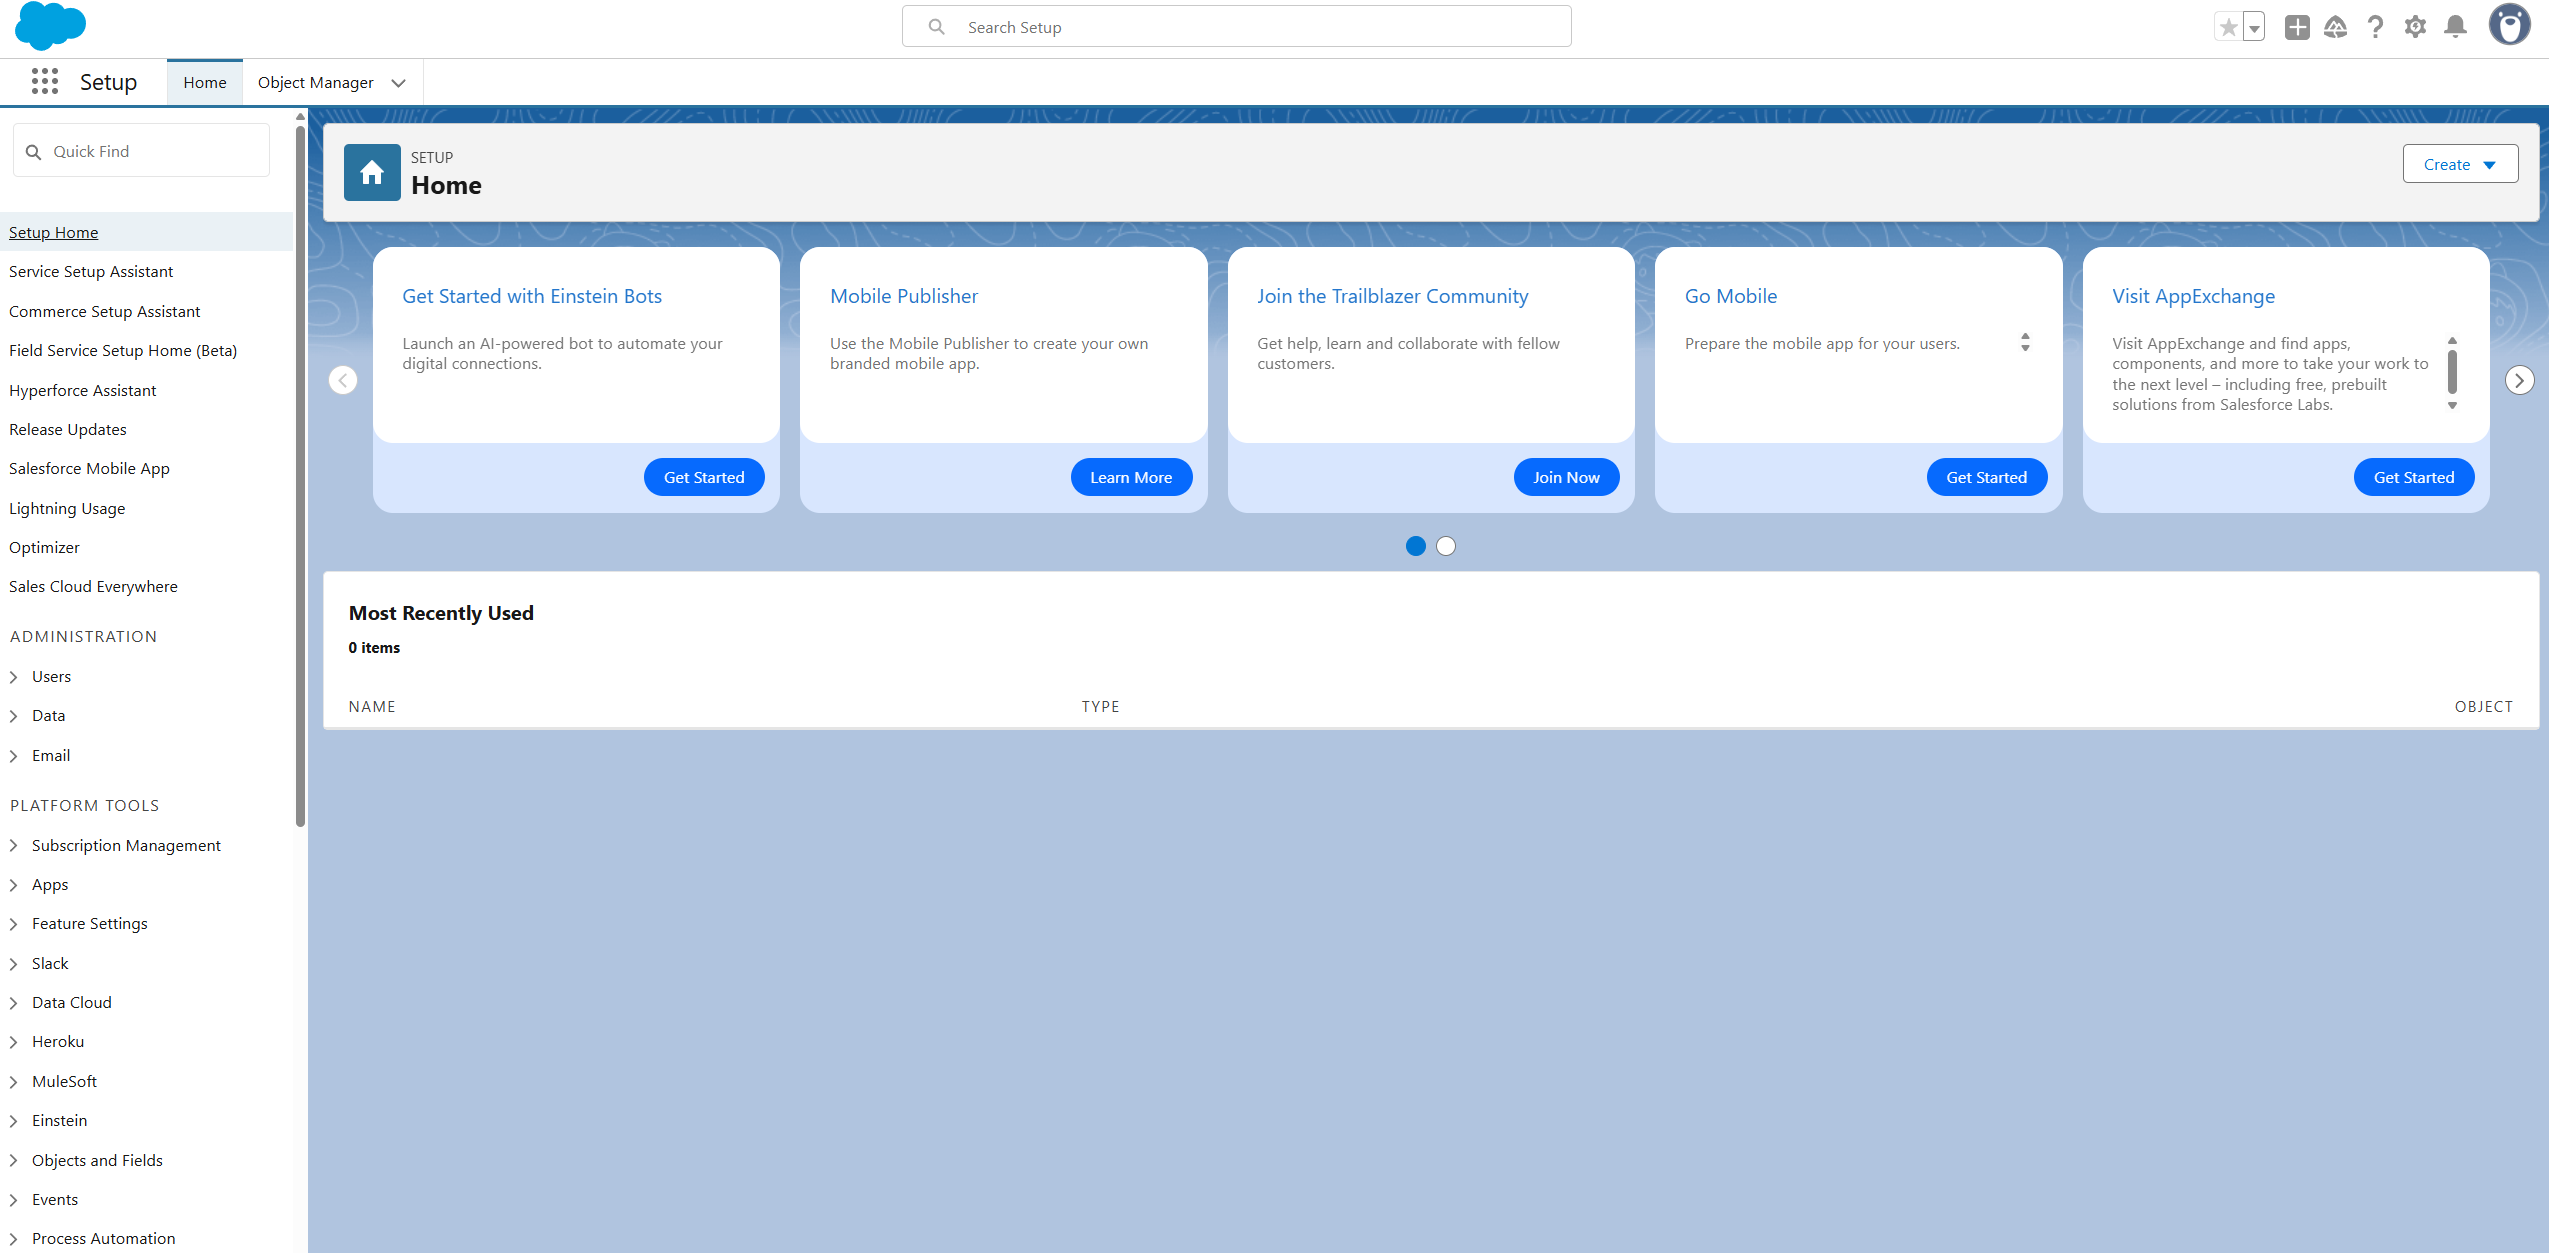 Search Setup
Setup
Home
Object Manager
Quick Find
Setup Home
Service Setup Assistant
Commerce Setup Assistant
Field Service Setup Home (Beta)
Hyperforce Assistant
Release Updates
Salesforce Mobile App
Lightning Usage
Optimizer
Sales Cloud Everywhere
ADMINISTRATION
Users
Data
Email
PLATFORM TOOLS
Subscription Management
Apps
Feature Settings
Slack
Data Cloud
Heroku
MuleSoft
Einstein
Objects and Fields
Events
Process Automation
SETUP
Home
Create
Get Started with Einstein Bots
Launch an AI-powered bot to automate your
digital connections.
Get Started
Mobile Publisher
Use the Mobile Publisher to create your own
branded mobile app.
Learn More
Join the Trailblazer Community
Get help, learn and collaborate with fellow
customers.
Join Now
Go Mobile
Prepare the mobile app for your users.
Get Started
Visit AppExchange
Visit AppExchange and find apps,
components, and more to take your work to
the next level – including free, prebuilt
solutions from Salesforce Labs.
Get Started
Most Recently Used
0 items
NAME
TYPE
OBJECT